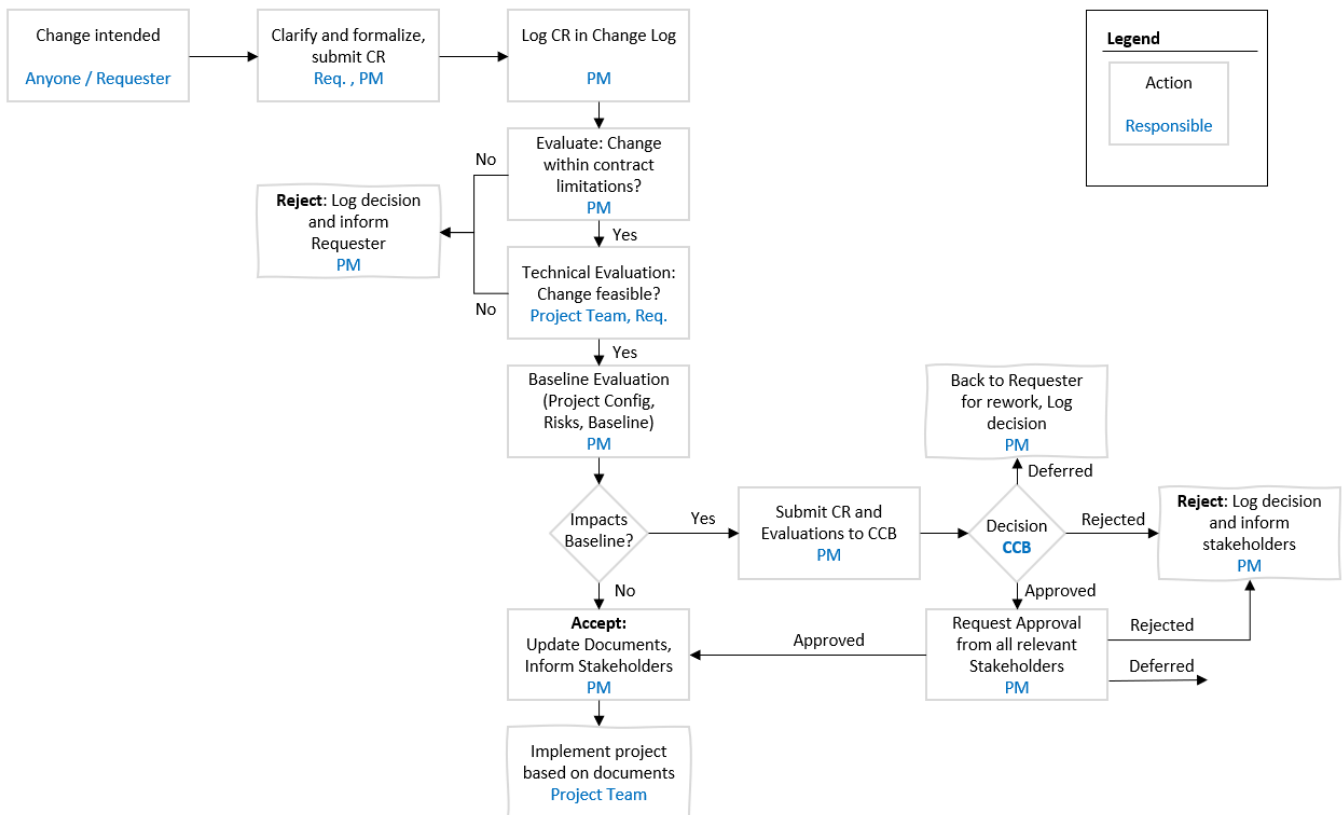 Change intended
Anyone / Requester
Clarify and formalize,
submit CR
Req. , PM
Log CR in Change Log
PM
Legend
Action
Responsible
Evaluate: Change
within contract
limitations?
PM
No
Reject: Log decision
and inform
Requester
PM
Yes
Technical Evaluation:
Change feasible?
Project Team, Req.
No
Yes
Baseline Evaluation
(Project Config,
Risks, Baseline)
PM
Back to Requester
for rework, Log
decision
PM
Deferred
Impacts
Baseline?
Yes
Submit CR and
Evaluations to CCB
PM
Decision
CCB
Rejected
Reject: Log decision
and inform
stakeholders
PM
No
Approved
Accept:
Update Documents,
Inform Stakeholders
PM
Approved
Request Approval
from all relevant
Stakeholders
PM
Rejected
Deferred
Implement project
based on documents
Project Team